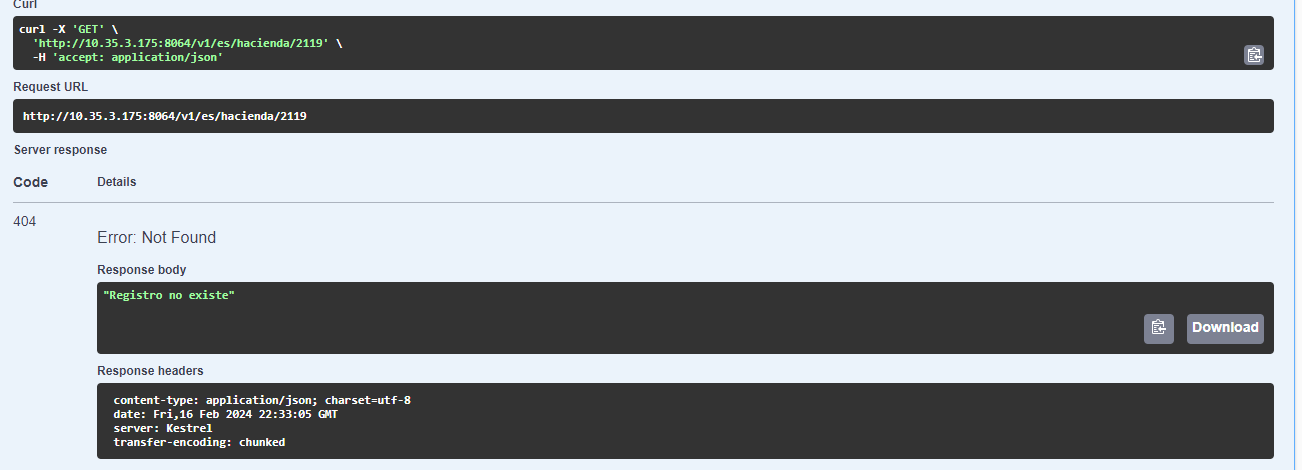 Curl
curl -X 'GET' \
'http://10.35.3.175:8064/v1/es/hacienda/2119' \
-H 'accept: application/json'
Request URL
http://10.35.3.175:8064/v1/es/hacienda/2119
Server response
Code Details
404
Error: Not Found
Response body
"Registro no existe"
Download
Response headers
content-type: application/json; charset=utf-8
date: Fri,16 Feb 2024 22:33:05 GMT
server: Kestrel
transfer-encoding: chunked